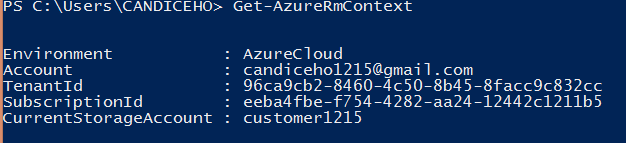 PS C:\Users\CANDICEHO> Get-AzureRmContext
Environment : AzureCloud
Account : candiceho1215@gmail.com
TenantId : 96ca9cb2-8460-4c50-8b45-8facc9c832cc
SubscriptionId : eeba4fbe-f754-4282-aa24-12442c1211b5
CurrentStorageAccount : customer1215